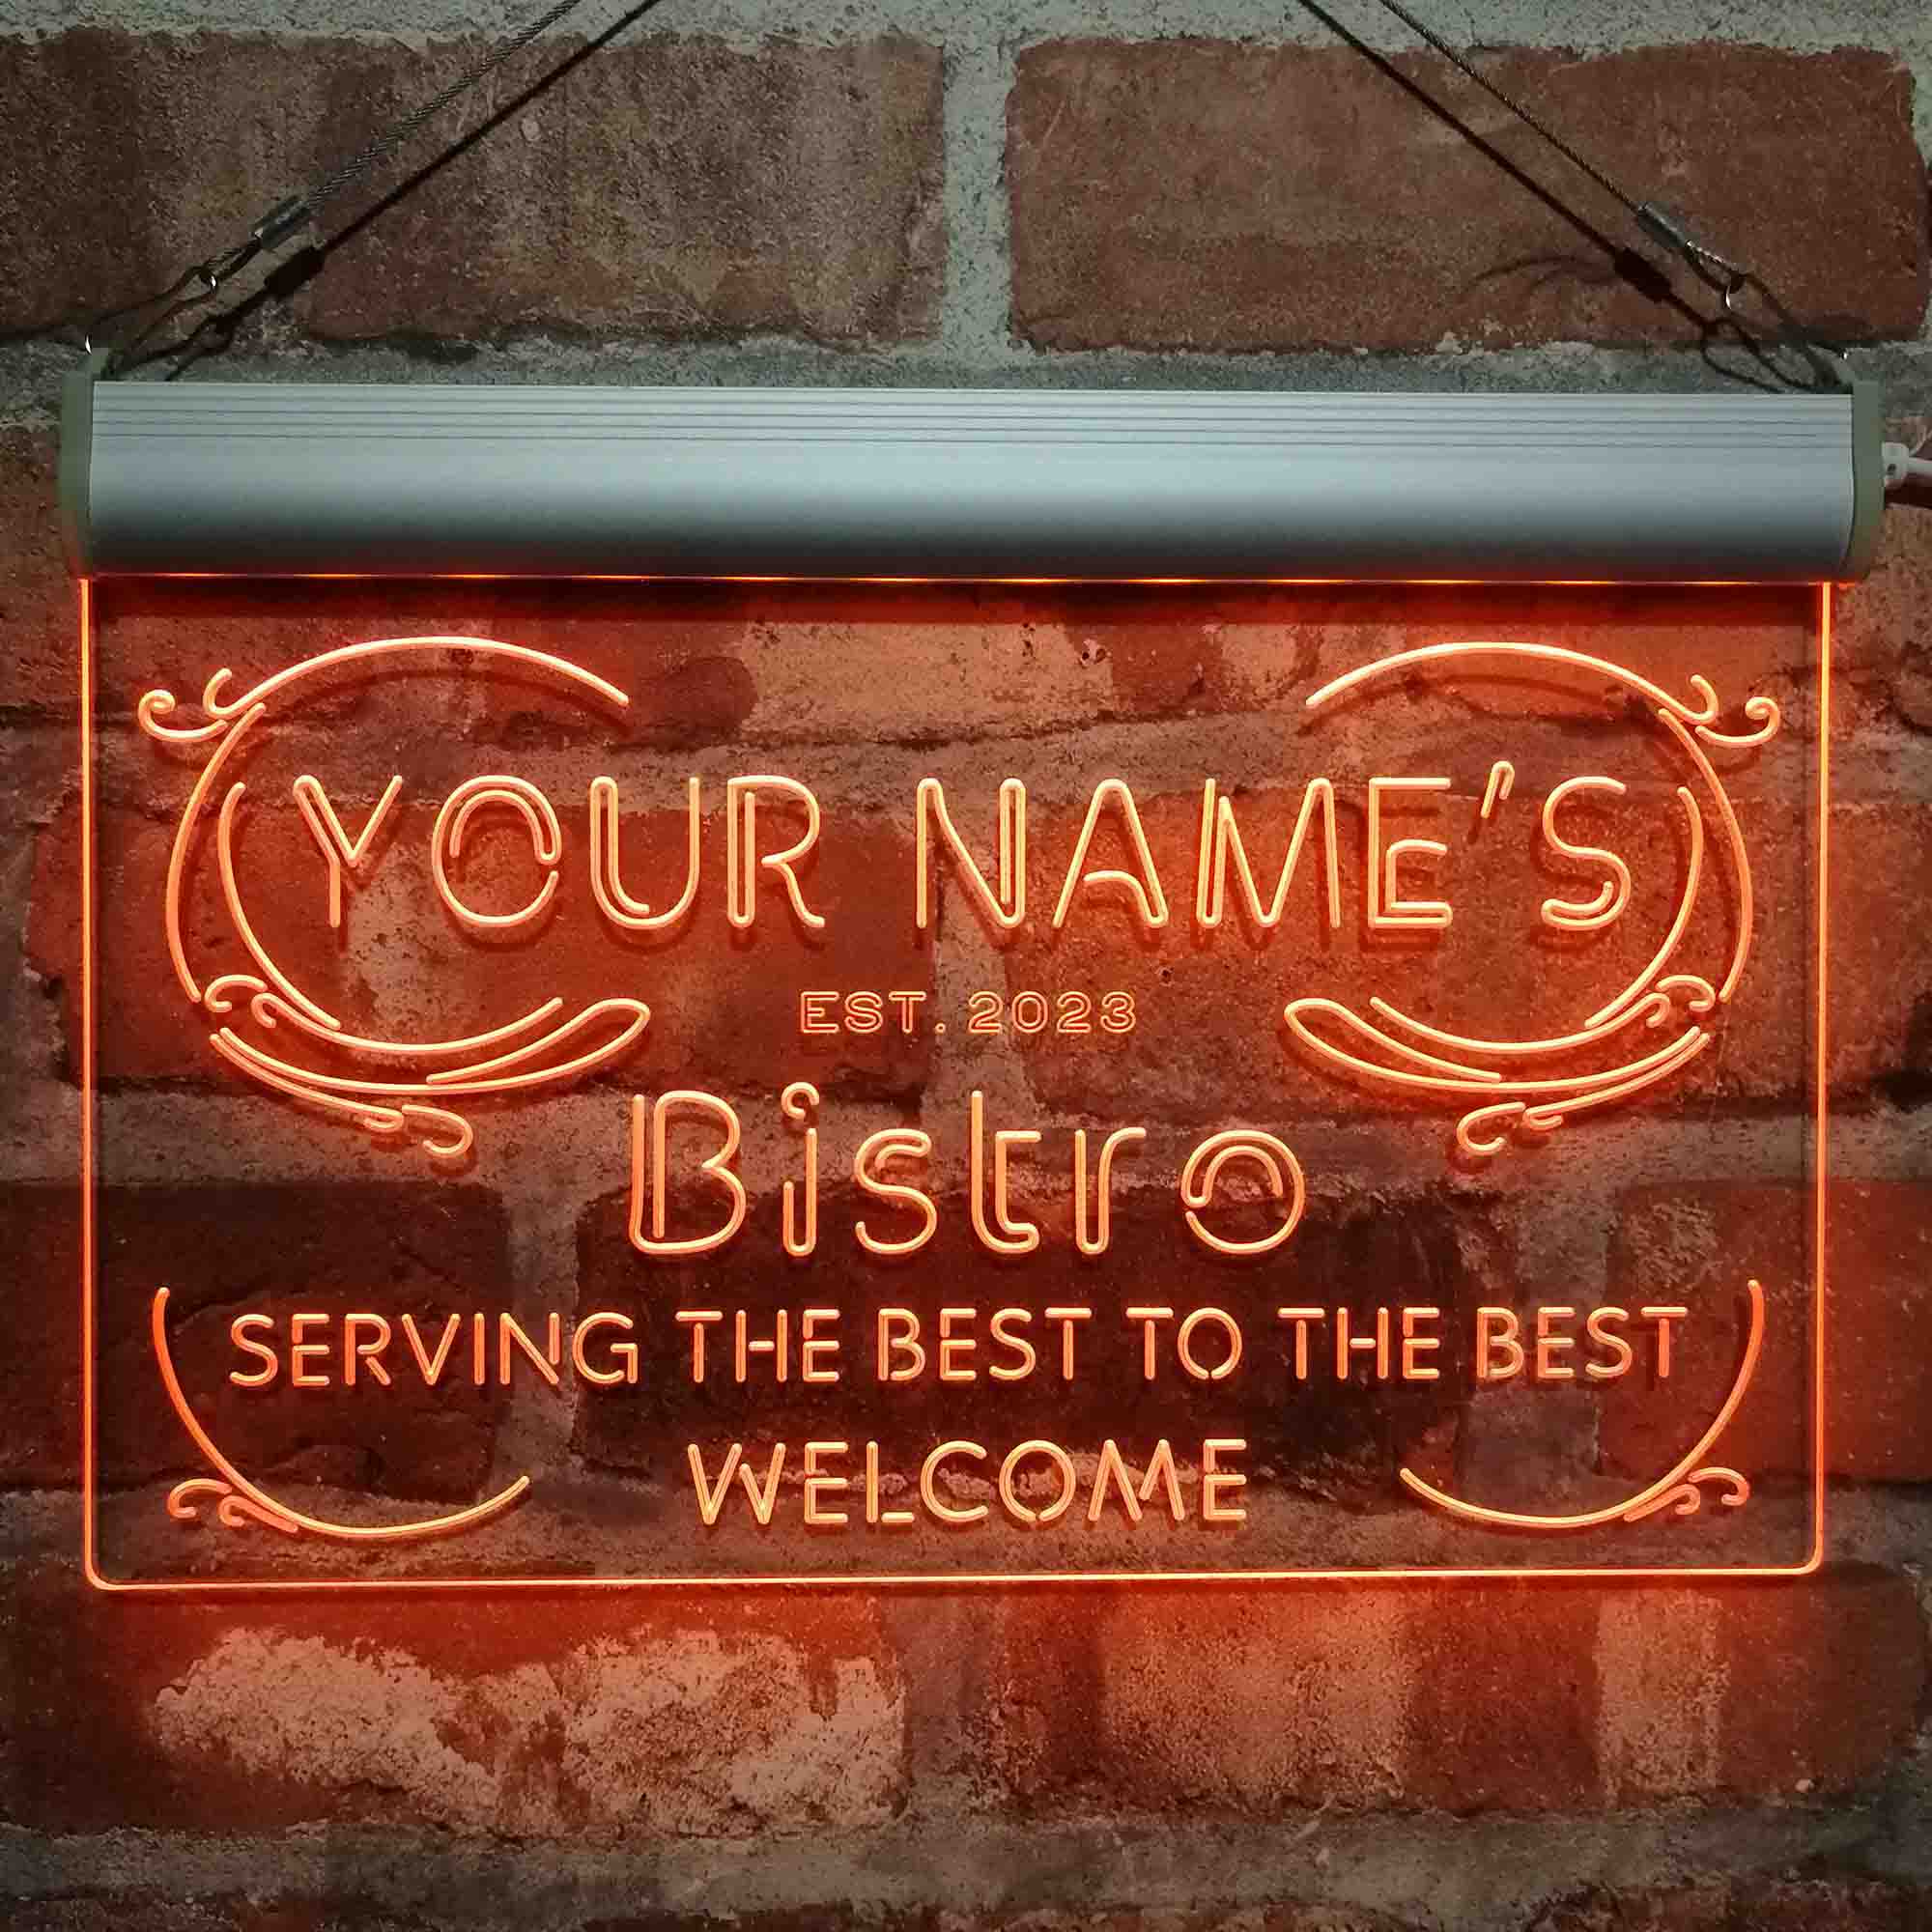 YOUR NAME'S
EST. 2023
Bistro
SERVING THE BEST TO THE BEST
WELCOME